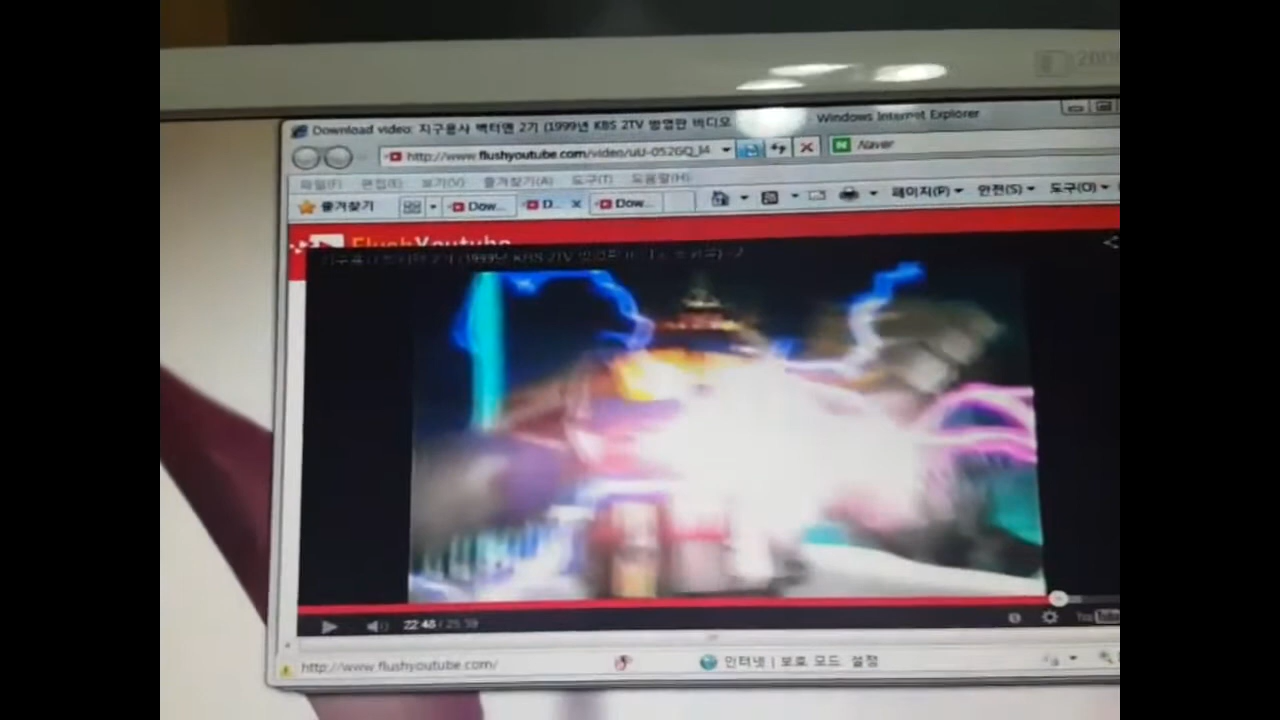 Download video: 지구용사 벡터맨 2기 (1999년 KBS 2TV 방영판 비디오
Windows Internet Explorer
http://www.flushyoutube.com/video/uU-052GQ_l4
Naver
파일(F) 편집(E) 보기(V) 즐겨찾기(A) 도구(T) 도움말(H)
즐겨찾기
Dow...
D...
Dow...
페이지(P)
안전(S)
도구(O)
FlushYoutube
22:48 / 25:39
You Tube
http://www.flushyoutube.com/
인터넷 | 보호 모드: 설정